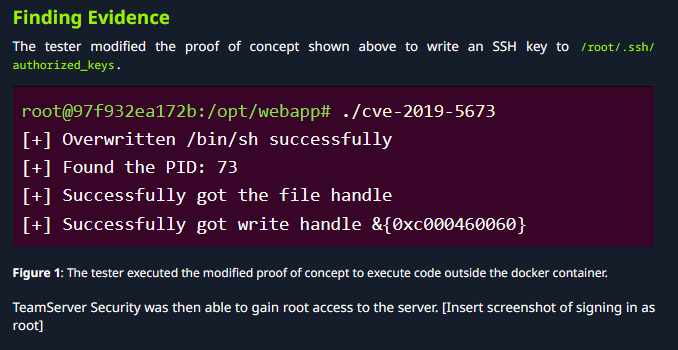 Finding Evidence
The tester modified the proof of concept shown above to write an SSH key to /root/.ssh/
authorized_keys.
root@97f932ea172b:/opt/webapp# ./cve-2019-5673
[+] Overwritten /bin/sh successfully
[+] Found the PID: 73
[+] Successfully got the file handle
[+] Successfully got write handle &{0xc000460060}
Figure 1: The tester executed the modified proof of concept to execute code outside the docker container.
TeamServer Security was then able to gain root access to the server. [Insert screenshot of signing in as
root]